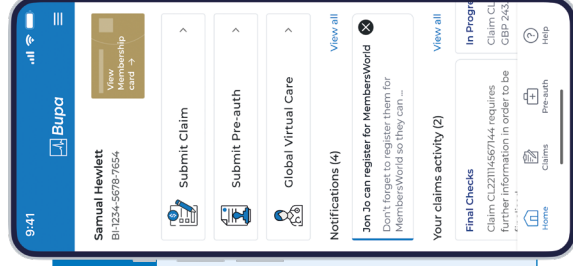 9:41
Bupa
Samual Hewlett
BI-1234-5678-7654
View
Membership
card →
Submit Claim
Submit Pre-auth
Global Virtual Care
Notifications (4)
View all
Jon Jo can register for MembersWorld
Don't forget to register them for
MembersWorld so they can ...
Your claims activity (2)
View all
Final Checks
Claim CL221114567144 requires
further information in order to be
In Progre
Claim CL
GBP 243.
Home
Claims
Pre-auth
Help